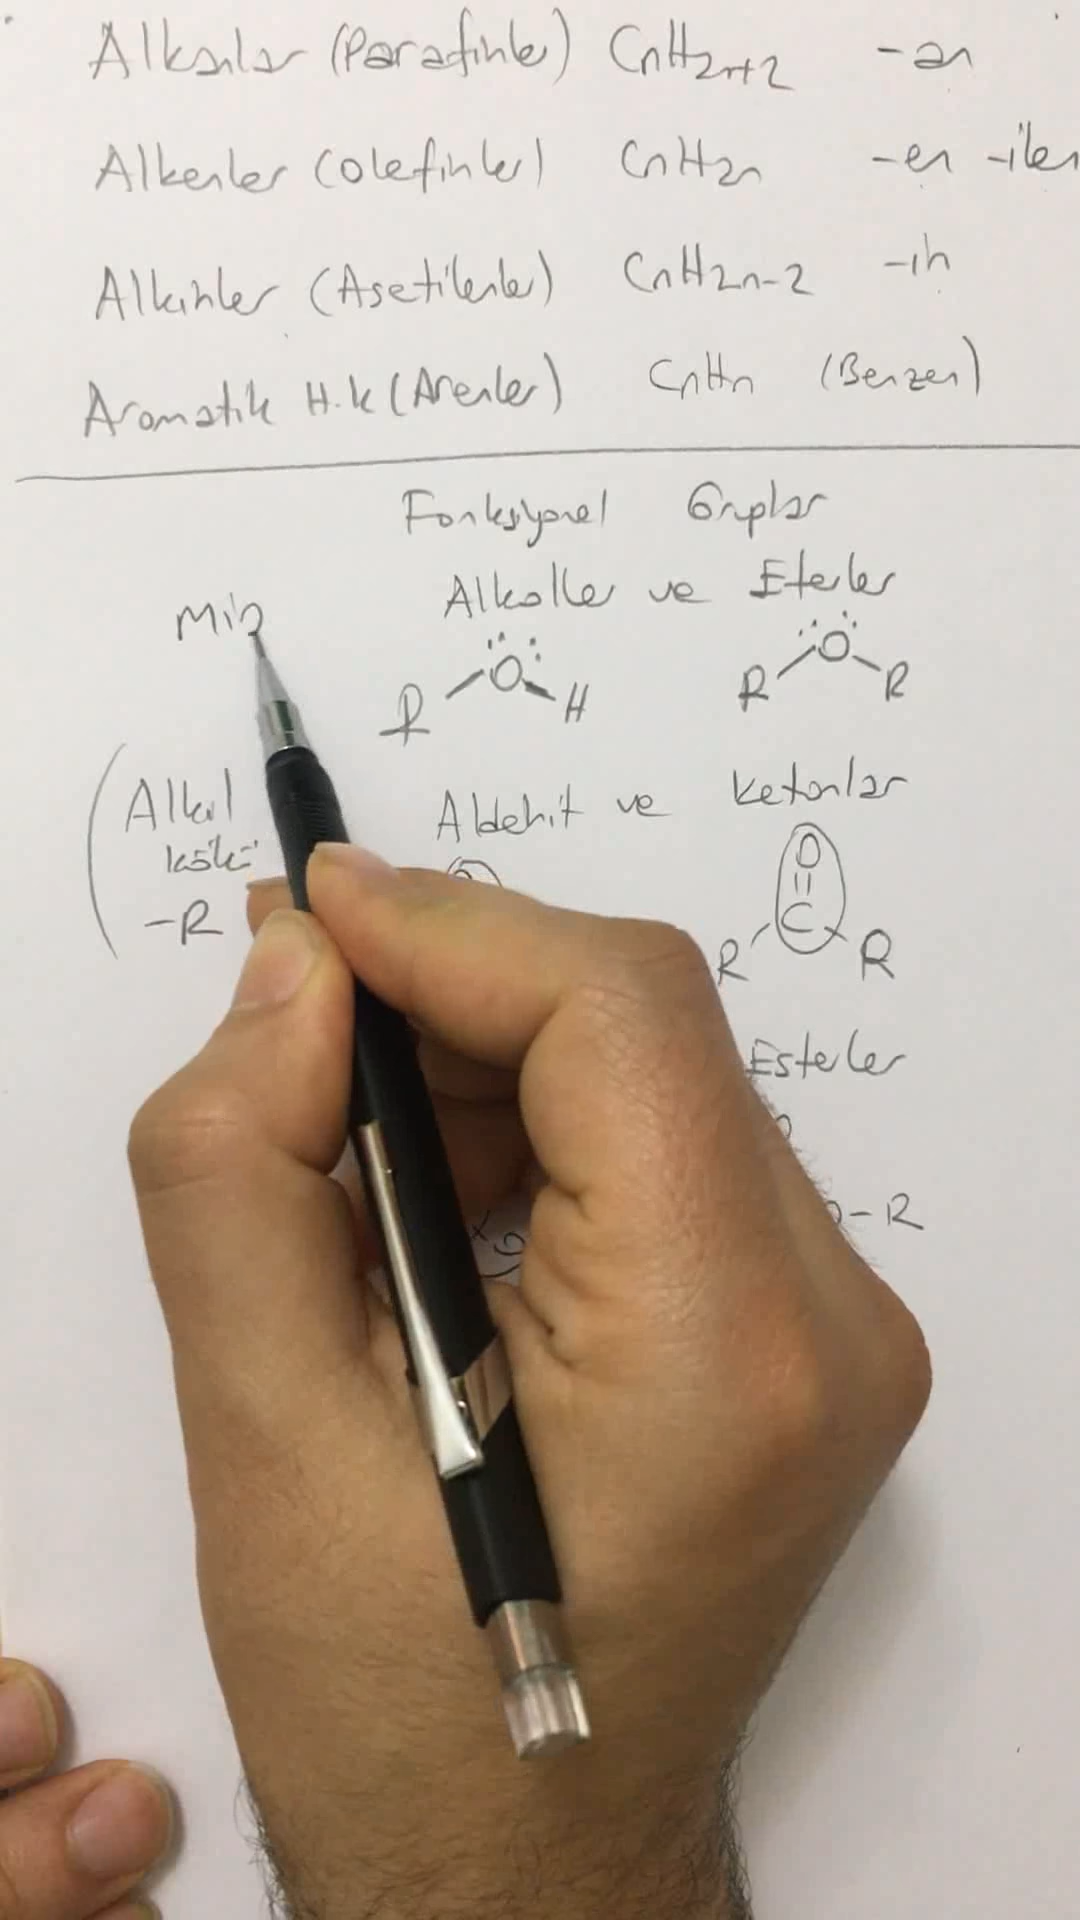 Alkanlar (Parafinler) CnH2n+2 -an
Alkenler (Olefinler) CnH2n -en -ilen
Alkinler (Asetilenler) CnH2n-2 -in
Aromatik H.K (Arenler) CnHn (Benzen)
Fonksiyonel Gruplar
Alkoller ve Eterler
R O H R O R
Alkil
kökü
-R
Aldehit ve Ketonlar
O
C
R R
Esterler
-R